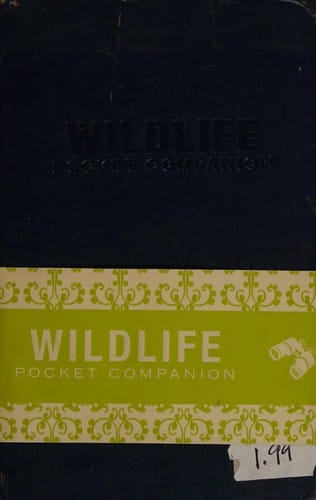 WILDLIFE
POCKET COMPANION
WILDLIFE
POCKET COMPANION
1.99